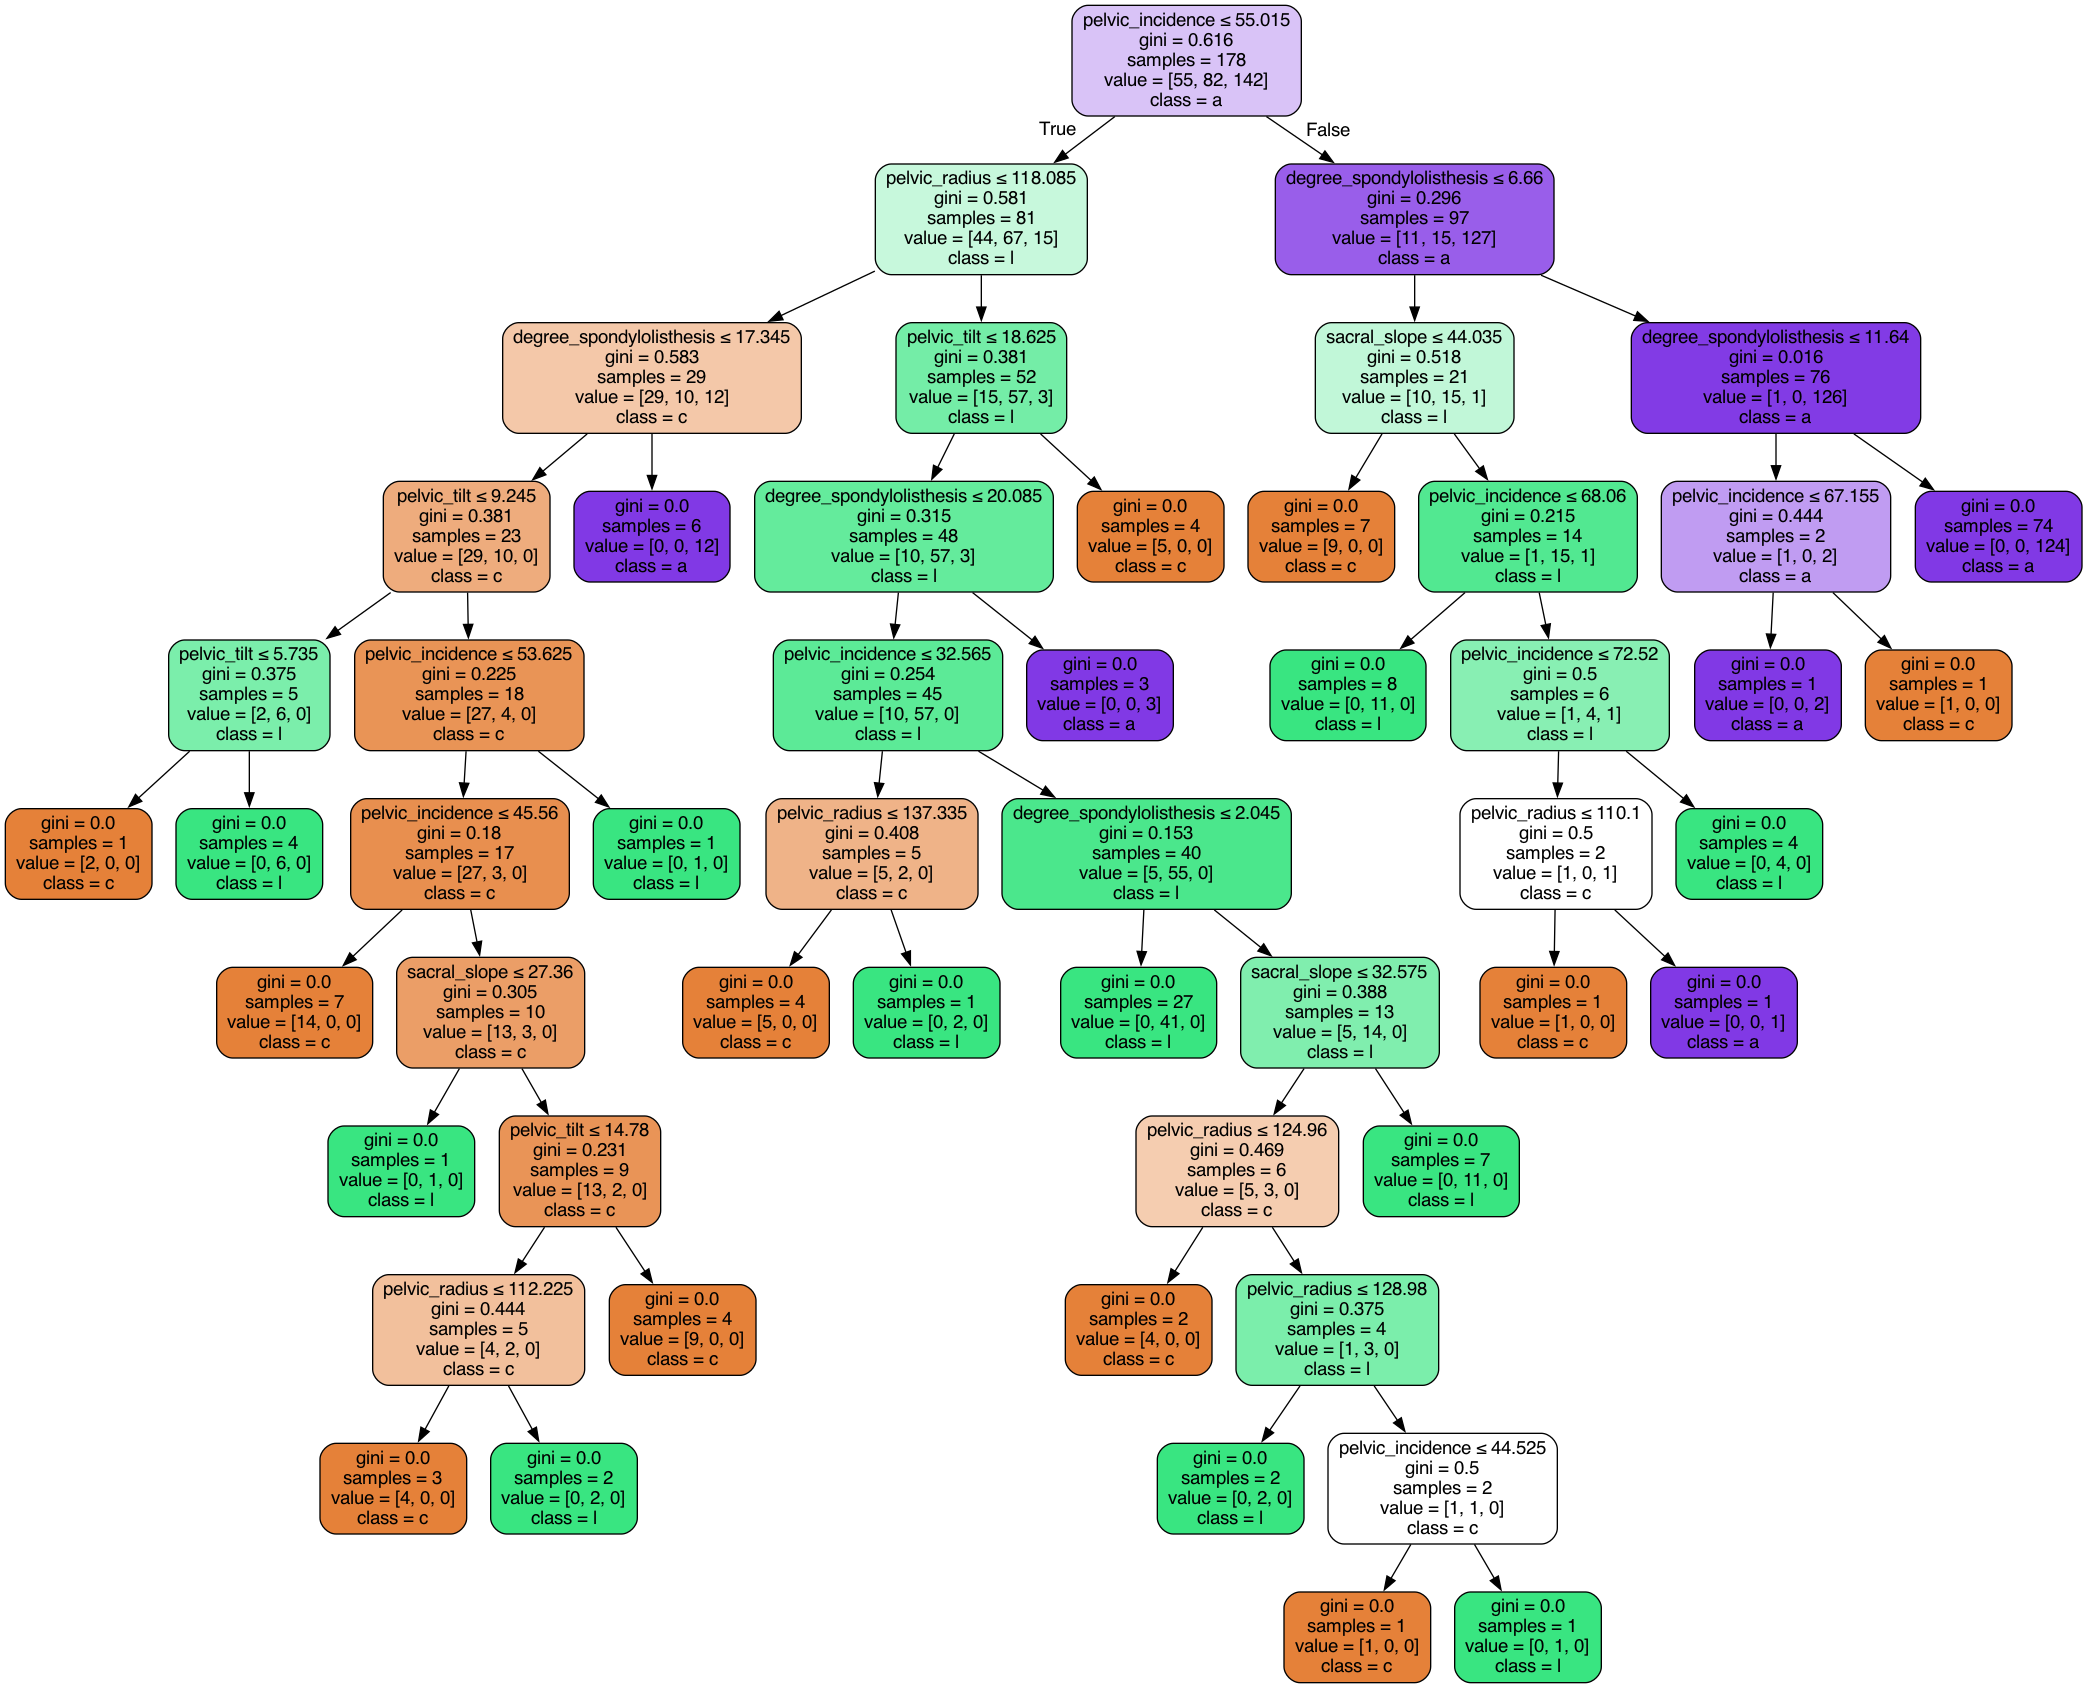 pelvic_incidence ≤ 55.015
gini = 0.616
samples = 178
value = [55, 82, 142]
class = a
True
False
pelvic_radius ≤ 118.085
gini = 0.581
samples = 81
value = [44, 67, 15]
class = l
degree_spondylolisthesis ≤ 6.66
gini = 0.296
samples = 97
value = [11, 15, 127]
class = a
degree_spondylolisthesis ≤ 17.345
gini = 0.583
samples = 29
value = [29, 10, 12]
class = c
pelvic_tilt ≤ 18.625
gini = 0.381
samples = 52
value = [15, 57, 3]
class = l
sacral_slope ≤ 44.035
gini = 0.518
samples = 21
value = [10, 15, 1]
class = l
degree_spondylolisthesis ≤ 11.64
gini = 0.016
samples = 76
value = [1, 0, 126]
class = a
pelvic_tilt ≤ 9.245
gini = 0.381
samples = 23
value = [29, 10, 0]
class = c
gini = 0.0
samples = 6
value = [0, 0, 12]
class = a
degree_spondylolisthesis ≤ 20.085
gini = 0.315
samples = 48
value = [10, 57, 3]
class = l
gini = 0.0
samples = 4
value = [5, 0, 0]
class = c
gini = 0.0
samples = 7
value = [9, 0, 0]
class = c
pelvic_incidence ≤ 68.06
gini = 0.215
samples = 14
value = [1, 15, 1]
class = l
pelvic_incidence ≤ 67.155
gini = 0.444
samples = 2
value = [1, 0, 2]
class = a
gini = 0.0
samples = 74
value = [0, 0, 124]
class = a
pelvic_tilt ≤ 5.735
gini = 0.375
samples = 5
value = [2, 6, 0]
class = l
pelvic_incidence ≤ 53.625
gini = 0.225
samples = 18
value = [27, 4, 0]
class = c
pelvic_incidence ≤ 32.565
gini = 0.254
samples = 45
value = [10, 57, 0]
class = l
gini = 0.0
samples = 3
value = [0, 0, 3]
class = a
gini = 0.0
samples = 8
value = [0, 11, 0]
class = l
pelvic_incidence ≤ 72.52
gini = 0.5
samples = 6
value = [1, 4, 1]
class = l
gini = 0.0
samples = 1
value = [0, 0, 2]
class = a
gini = 0.0
samples = 1
value = [1, 0, 0]
class = c
gini = 0.0
samples = 1
value = [2, 0, 0]
class = c
gini = 0.0
samples = 4
value = [0, 6, 0]
class = l
pelvic_incidence ≤ 45.56
gini = 0.18
samples = 17
value = [27, 3, 0]
class = c
gini = 0.0
samples = 1
value = [0, 1, 0]
class = l
pelvic_radius ≤ 137.335
gini = 0.408
samples = 5
value = [5, 2, 0]
class = c
degree_spondylolisthesis ≤ 2.045
gini = 0.153
samples = 40
value = [5, 55, 0]
class = l
pelvic_radius ≤ 110.1
gini = 0.5
samples = 2
value = [1, 0, 1]
class = c
gini = 0.0
samples = 4
value = [0, 4, 0]
class = l
gini = 0.0
samples = 7
value = [14, 0, 0]
class = c
sacral_slope ≤ 27.36
gini = 0.305
samples = 10
value = [13, 3, 0]
class = c
gini = 0.0
samples = 4
value = [5, 0, 0]
class = c
gini = 0.0
samples = 1
value = [0, 2, 0]
class = l
gini = 0.0
samples = 27
value = [0, 41, 0]
class = l
sacral_slope ≤ 32.575
gini = 0.388
samples = 13
value = [5, 14, 0]
class = l
gini = 0.0
samples = 1
value = [1, 0, 0]
class = c
gini = 0.0
samples = 1
value = [0, 0, 1]
class = a
gini = 0.0
samples = 1
value = [0, 1, 0]
class = l
pelvic_tilt ≤ 14.78
gini = 0.231
samples = 9
value = [13, 2, 0]
class = c
pelvic_radius ≤ 124.96
gini = 0.469
samples = 6
value = [5, 3, 0]
class = c
gini = 0.0
samples = 7
value = [0, 11, 0]
class = l
pelvic_radius ≤ 112.225
gini = 0.444
samples = 5
value = [4, 2, 0]
class = c
gini = 0.0
samples = 4
value = [9, 0, 0]
class = c
gini = 0.0
samples = 2
value = [4, 0, 0]
class = c
pelvic_radius ≤ 128.98
gini = 0.375
samples = 4
value = [1, 3, 0]
class = l
gini = 0.0
samples = 3
value = [4, 0, 0]
class = c
gini = 0.0
samples = 2
value = [0, 2, 0]
class = l
gini = 0.0
samples = 2
value = [0, 2, 0]
class = l
pelvic_incidence ≤ 44.525
gini = 0.5
samples = 2
value = [1, 1, 0]
class = c
gini = 0.0
samples = 1
value = [1, 0, 0]
class = c
gini = 0.0
samples = 1
value = [0, 1, 0]
class = l